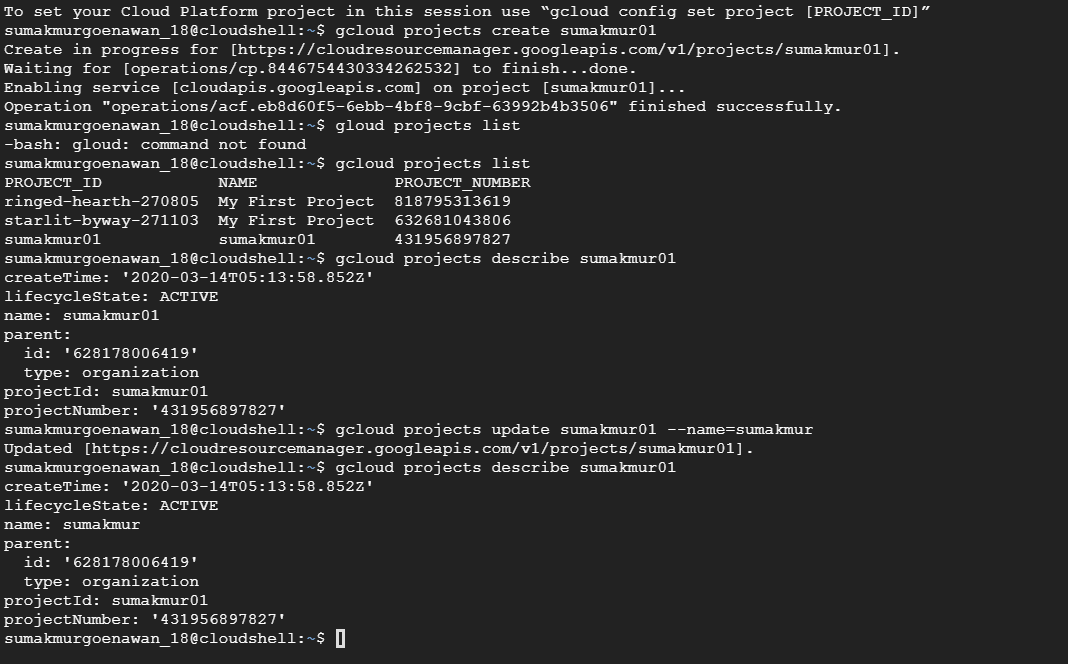 To set your Cloud Platform project in this session use “gcloud config set project [PROJECT_ID]”
sumakmurgoenawan_18@cloudshell:~$ gcloud projects create sumakmur01
Create in progress for [https://cloudresourcemanager.googleapis.com/v1/projects/sumakmur01].
Waiting for [operations/cp.8446754430334262532] to finish...done.
Enabling service [cloudapis.googleapis.com] on project [sumakmur01]...
Operation "operations/acf.eb8d60f5-6ebb-4bf8-9cbf-63992b4b3506" finished successfully.
sumakmurgoenawan_18@cloudshell:~$ gloud projects list
-bash: gloud: command not found
sumakmurgoenawan_18@cloudshell:~$ gcloud projects list
PROJECT_ID            NAME              PROJECT_NUMBER
ringed-hearth-270805  My First Project  818795313619
starlit-byway-271103  My First Project  632681043806
sumakmur01            sumakmur01        431956897827
sumakmurgoenawan_18@cloudshell:~$ gcloud projects describe sumakmur01
createTime: '2020-03-14T05:13:58.852Z'
lifecycleState: ACTIVE
name: sumakmur01
parent:
  id: '628178006419'
  type: organization
projectId: sumakmur01
projectNumber: '431956897827'
sumakmurgoenawan_18@cloudshell:~$ gcloud projects update sumakmur01 --name=sumakmur
Updated [https://cloudresourcemanager.googleapis.com/v1/projects/sumakmur01].
sumakmurgoenawan_18@cloudshell:~$ gcloud projects describe sumakmur01
createTime: '2020-03-14T05:13:58.852Z'
lifecycleState: ACTIVE
name: sumakmur
parent:
  id: '628178006419'
  type: organization
projectId: sumakmur01
projectNumber: '431956897827'
sumakmurgoenawan_18@cloudshell:~$